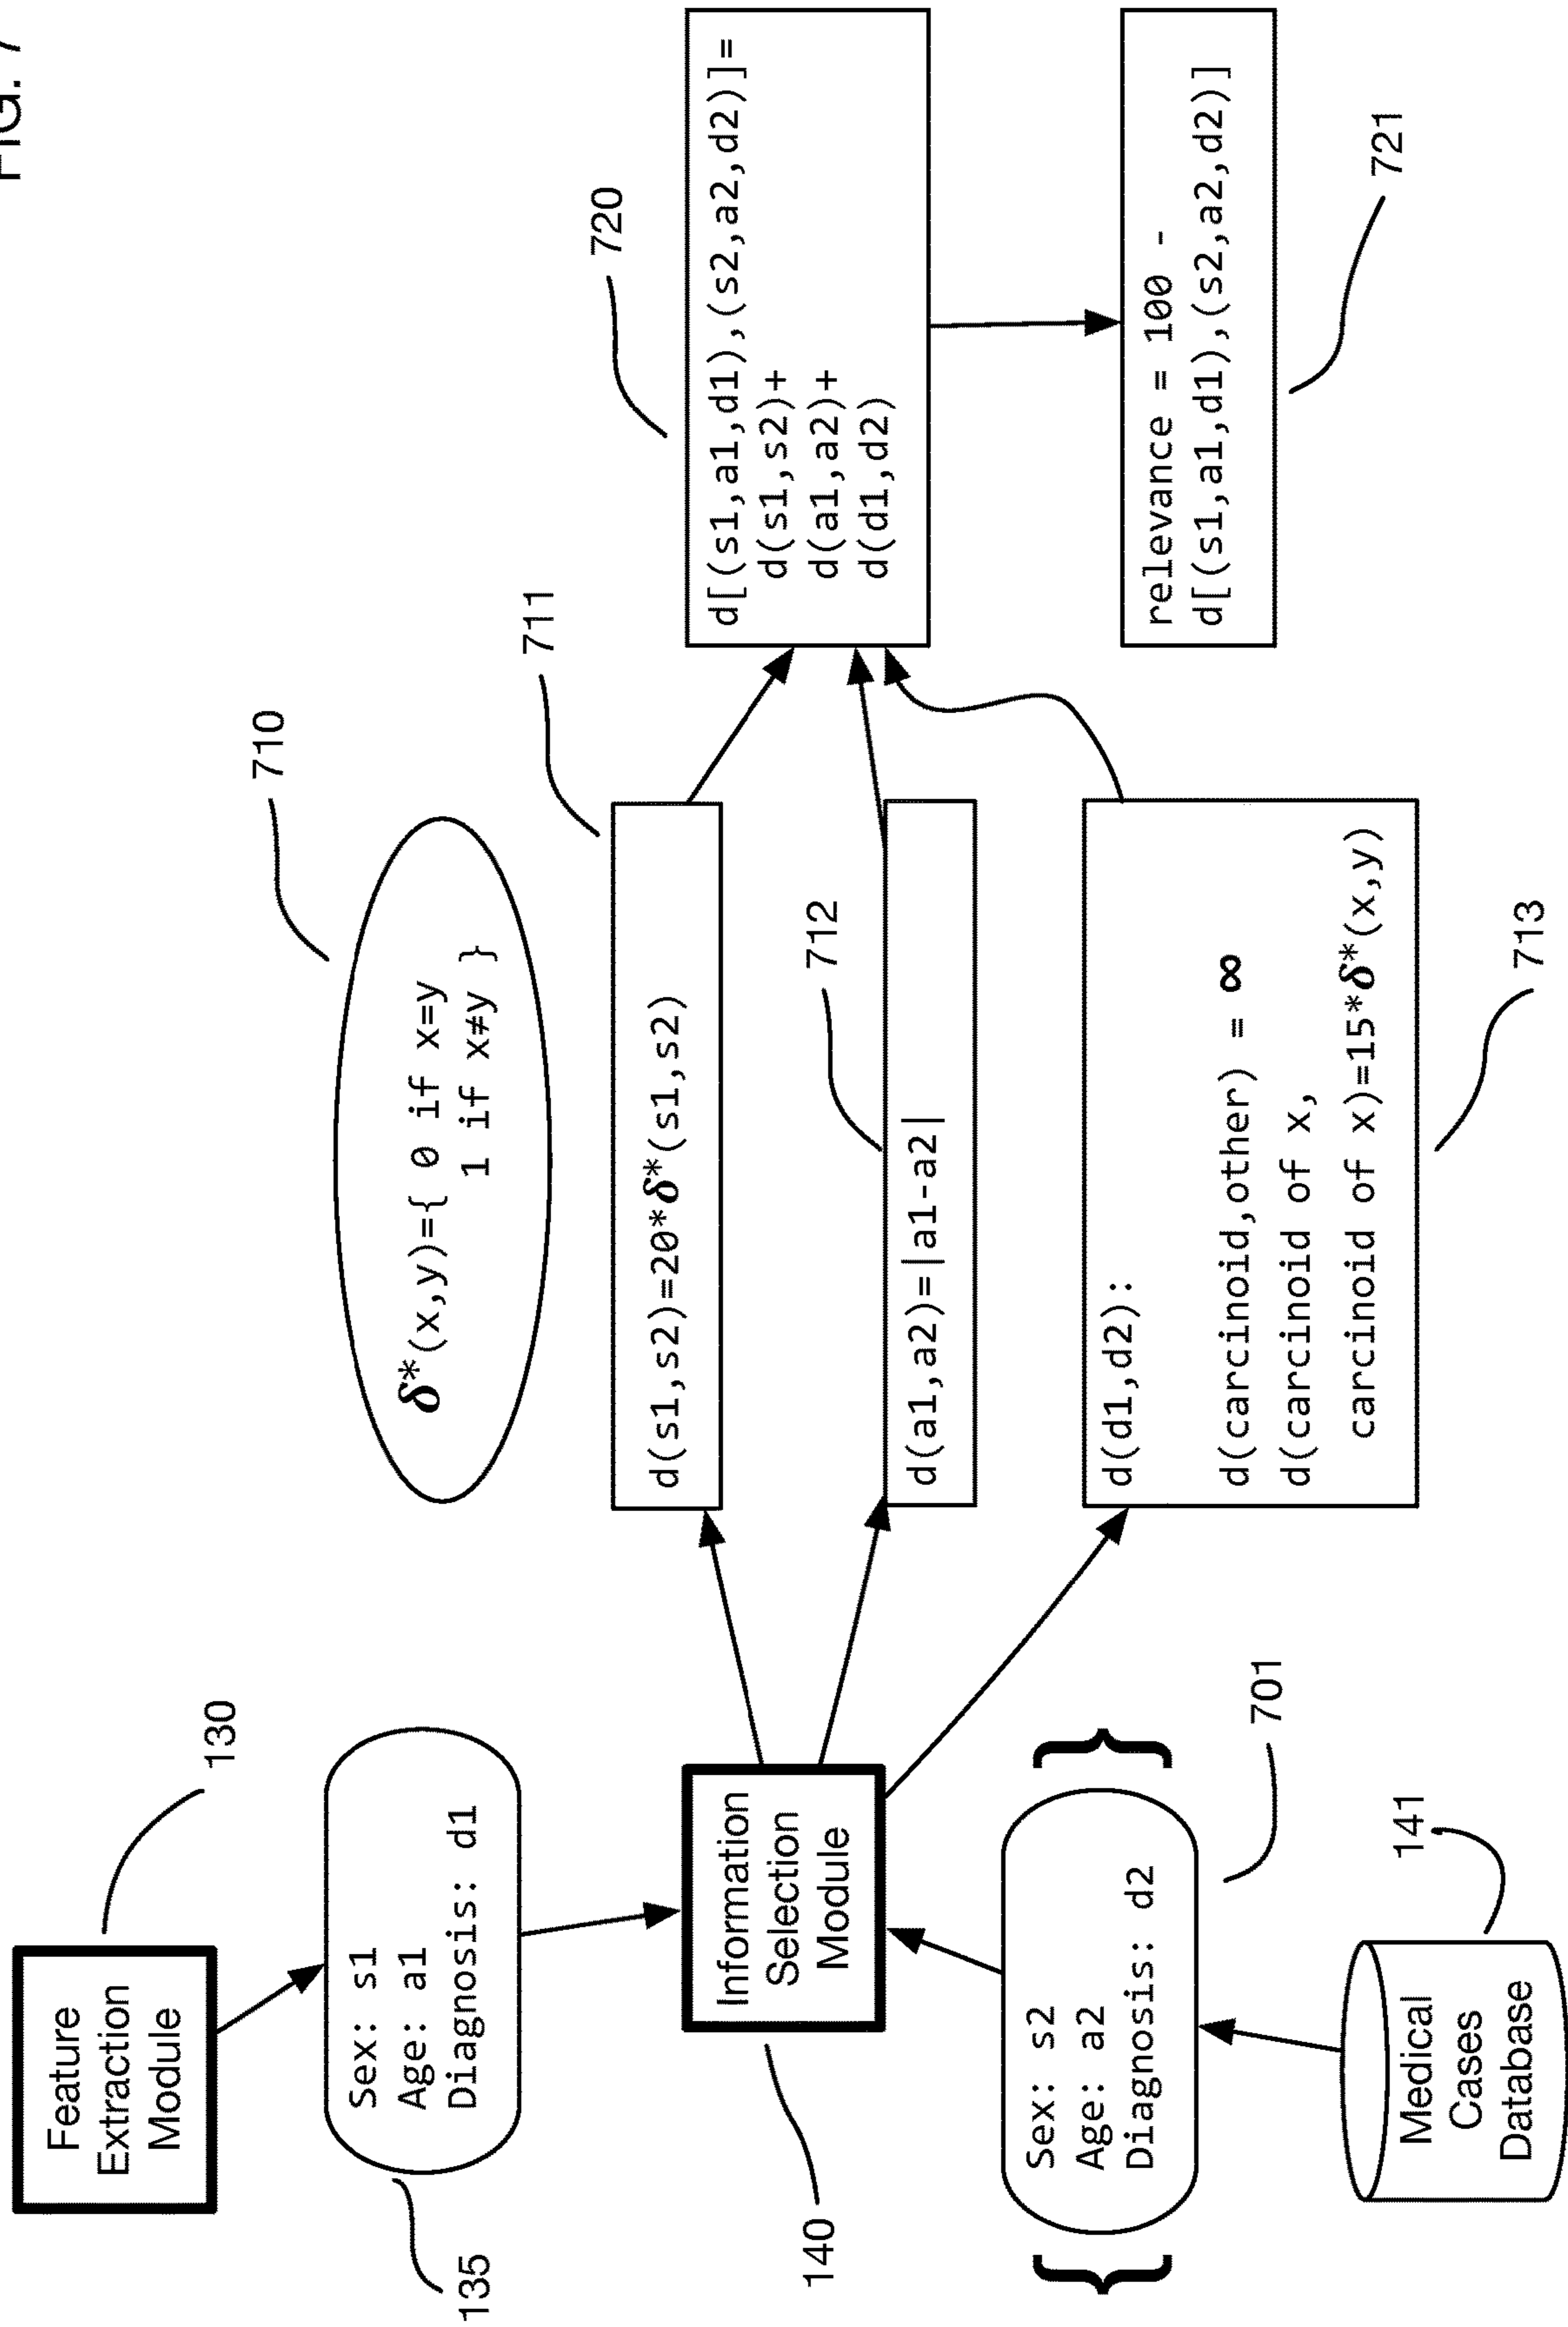 FIG. 7
Feature
Extraction
Module
130
Sex: s1
Age: a1
Diagnosis: d1
135
Information
Selection
Module
140
Sex: s2
Age: a2
Diagnosis: d2
{ }
701
Medical
Cases
Database
141
710
δ*(x,y)={ 0 if x=y
1 if x≠y }
711
d(s1,s2)=20*δ*(s1,s2)
712
d(a1,a2)=|a1-a2|
d(d1,d2):
d(carcinoid,other) = ∞
d(carcinoid of x,
carcinoid of x)=15*δ*(x,y)
713
720
d[(s1,a1,d1),(s2,a2,d2)]=
d(s1,s2)+
d(a1,a2)+
d(d1,d2)
relevance = 100 -
d[(s1,a1,d1),(s2,a2,d2)]
721